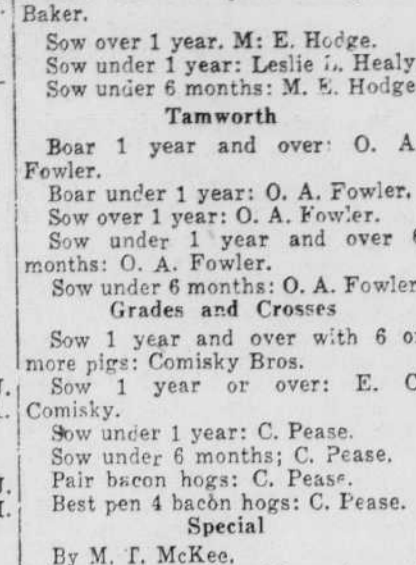 Baker.
Sow over 1 year. M: E. Hodge.
Sow under 1 year: Leslie L. Healy
Sow under 6 months: M. E. Hodge
Tamworth
Boar 1 year and over: O. A
Fowler.
Boar under 1 year: O. A. Fowler.
Sow over 1 year: O. A. Fowler.
Sow under 1 year and over 6
months: O. A. Fowler.
Sow under 6 months: O. A. Fowler
Grades and Crosses
Sow 1 year and over with 6 or
more pigs: Comisky Bros.
Sow 1 year or over: E. C
Comisky.
Sow under 1 year: C. Pease.
Sow under 6 months; C. Pease.
Pair bacon hogs: C. Pease.
Best pen 4 bacon hogs: C. Pease.
Special
By M. T. McKee.